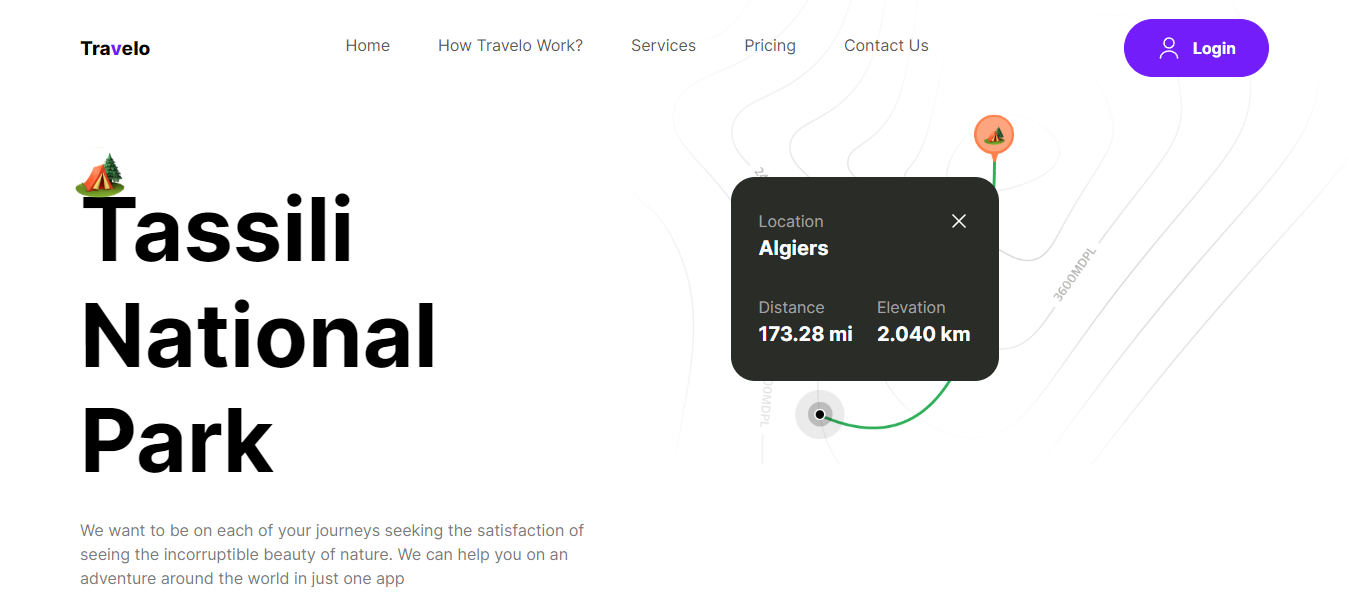 Travelo
Home
How Travelo Work?
Services
Pricing
Contact Us
Login
Tassili
National
Park
We want to be on each of your journeys seeking the satisfaction of
seeing the incorruptible beauty of nature. We can help you on an
adventure around the world in just one app
Location
Algiers
Distance
173.28 mi
Elevation
2.040 km
3600MDPL